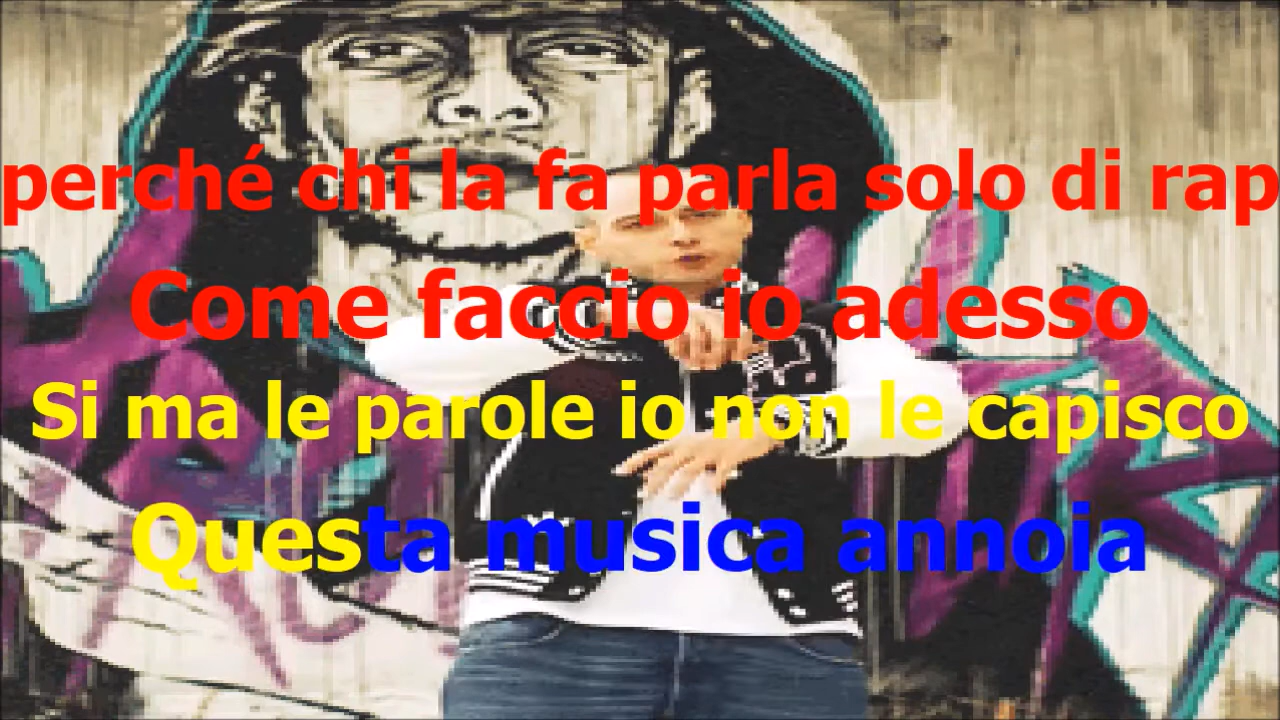 perché chi la fa parla solo di rap
Come faccio io adesso
Si ma le parole io non le capisco
Questa musica annoia